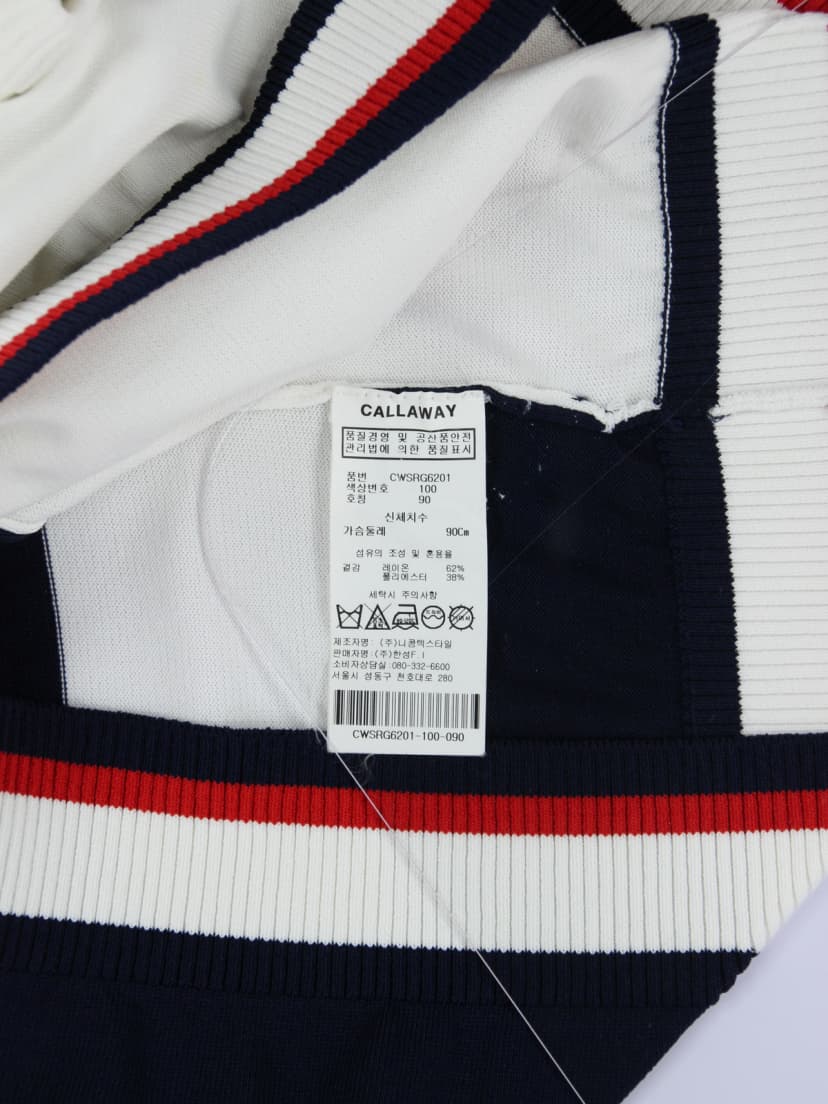 CALLAWAY
품질경영 및 공산품안전
관리법에 의한 품질표시
품번 CWSRG6201
색상번호 100
호칭 90
신체치수
가슴둘레 90Cm
섬유의 조성 및 혼용율
겉감 레이온 62%
폴리에스터 38%
세탁시 주의사항
제조자명: (주)니콤텍스타일
판매자명:(주)한성F.I
소비자상담실: 080-332-6600
서울시 성동구 천호대로 280
CWSRG6201-100-090